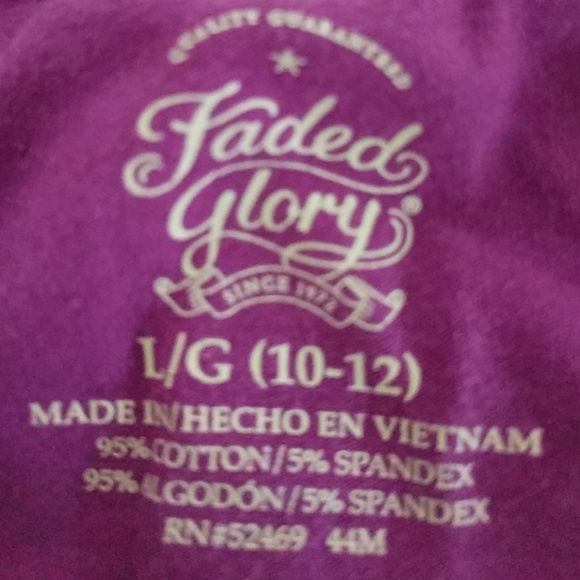 QUALITY GUARANTEED
Faded
Glory®
SINCE 1972
L/G (10-12)
MADE IN/HECHO EN VIETNAM
95% COTTON/5% SPANDEX
95% ALGODÓN/5% SPANDEX
RN#52469 44M